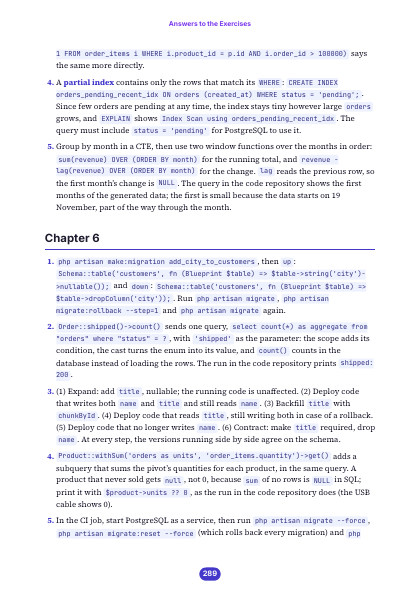 Answers to the Exercises
1 FROM order_items i WHERE i.product_id = p.id AND i.order_id > 100000) says
the same more directly.
4. A partial index contains only the rows that match its WHERE: CREATE INDEX
orders_pending_recent_idx ON orders (created_at) WHERE status = 'pending';.
Since few orders are pending at any time, the index stays tiny however large orders
grows, and EXPLAIN shows Index Scan using orders_pending_recent_idx. The
query must include status = 'pending' for PostgreSQL to use it.
5. Group by month in a CTE, then use two window functions over the months in order:
sum(revenue) OVER (ORDER BY month) for the running total, and revenue -
lag(revenue) OVER (ORDER BY month) for the change. lag reads the previous row, so
the first month's change is NULL. The query in the code repository shows the first
months of the generated data; the first is small because the data starts on 19
November, part of the way through the month.
Chapter 6
1. php artisan make:migration add_city_to_customers, then up:
Schema::table('customers', fn (Blueprint $table) => $table->string('city')-
>nullable()); and down: Schema::table('customers', fn (Blueprint $table) =>
$table->dropColumn('city'));. Run php artisan migrate, php artisan
migrate:rollback --step=1 and php artisan migrate again.
2. Order::shipped()->count() sends one query, select count(*) as aggregate from
"orders" where "status" = ?, with 'shipped' as the parameter: the scope adds its
condition, the cast turns the enum into its value, and count() counts in the
database instead of loading the rows. The run in the code repository prints shipped:
200.
3. (1) Expand: add title, nullable; the running code is unaffected. (2) Deploy code
that writes both name and title and still reads name. (3) Backfill title with
chunkById. (4) Deploy code that reads title, still writing both in case of a rollback.
(5) Deploy code that no longer writes name. (6) Contract: make title required, drop
name. At every step, the versions running side by side agree on the schema.
4. Product::withSum('orders as units', 'order_items.quantity')->get() adds a
subquery that sums the pivot's quantities for each product, in the same query. A
product that never sold gets null, not 0, because sum of no rows is NULL in SQL;
print it with $product->units ?? 0, as the run in the code repository does (the USB
cable shows 0).
5. In the CI job, start PostgreSQL as a service, then run php artisan migrate --force,
php artisan migrate:reset --force (which rolls back every migration) and php
289